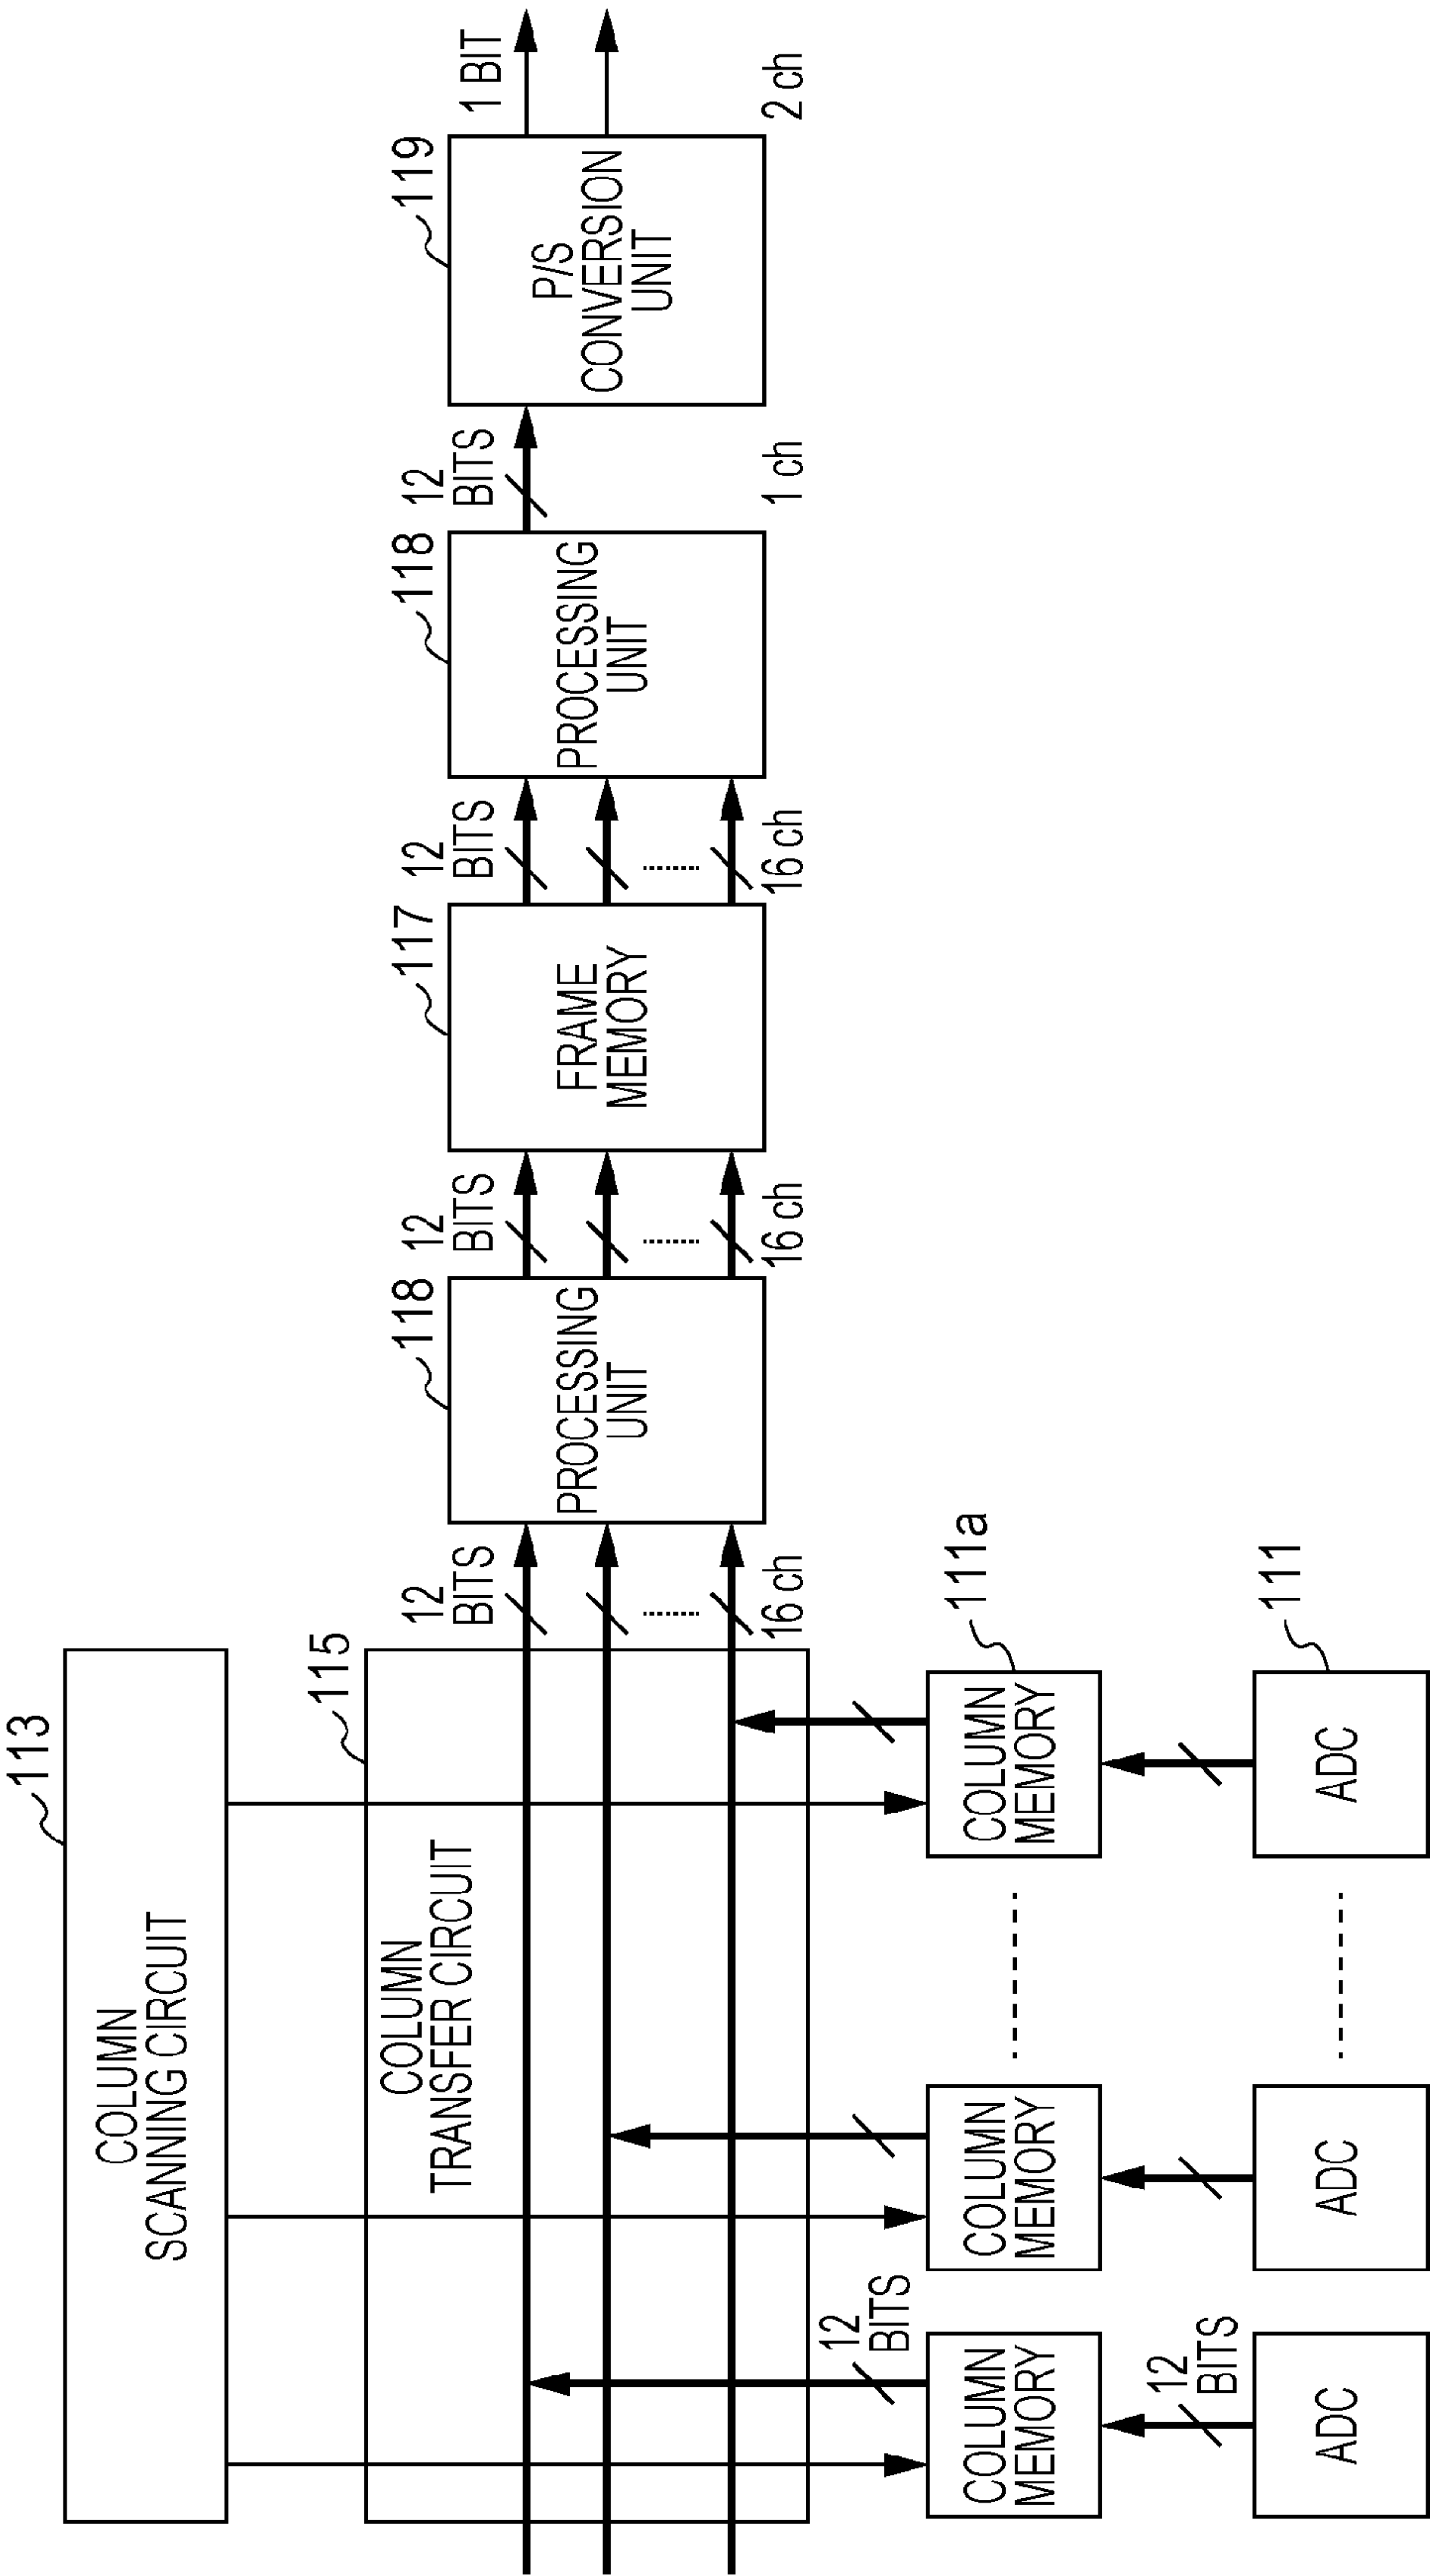 113
COLUMN
SCANNING CIRCUIT
115
COLUMN
TRANSFER CIRCUIT
12
BITS
16 ch
118
PROCESSING
UNIT
12
BITS
16 ch
117
FRAME
MEMORY
12
BITS
16 ch
118
PROCESSING
UNIT
12
BITS
1 ch
119
P/S
CONVERSION
UNIT
1 BIT
2 ch
12
BITS
COLUMN
MEMORY
COLUMN
MEMORY
COLUMN
MEMORY
111a
12
BITS
ADC
ADC
ADC
111